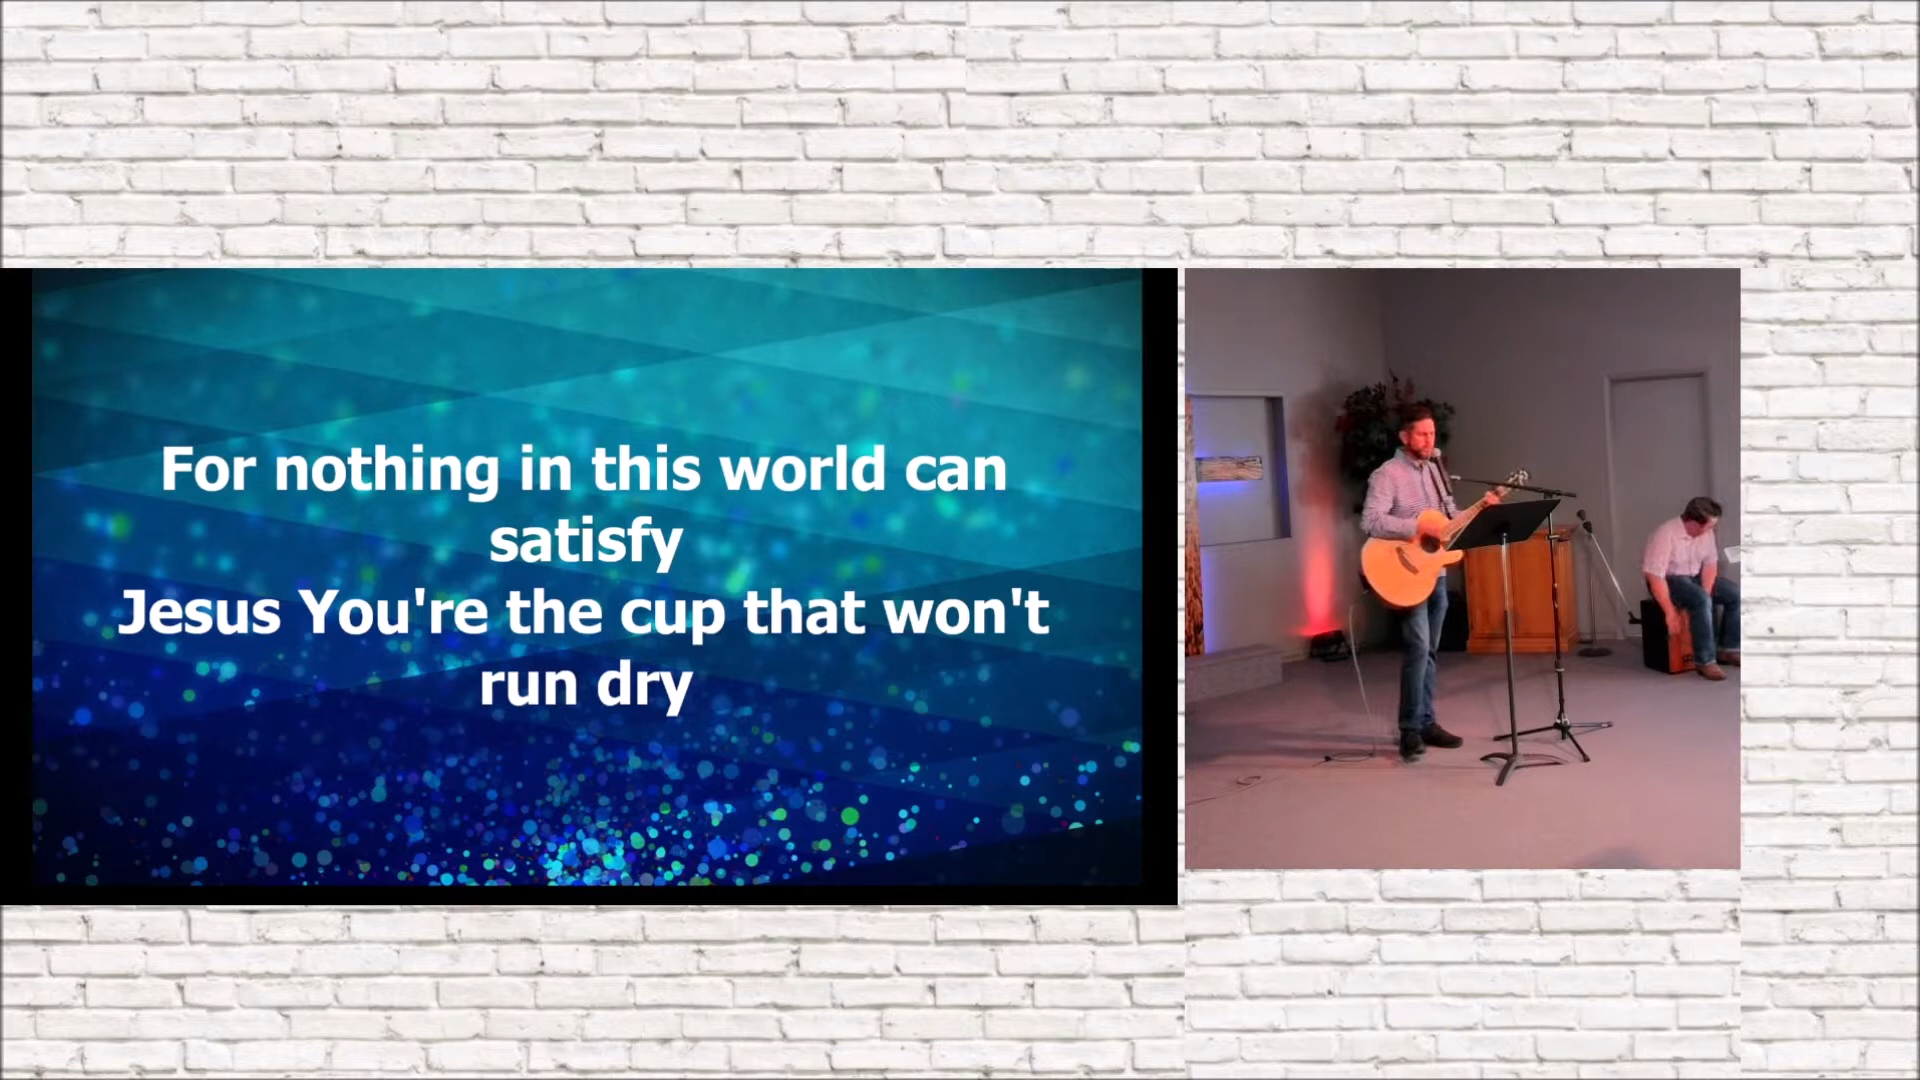 For nothing in this world can
satisfy
Jesus You're the cup that won't
run dry